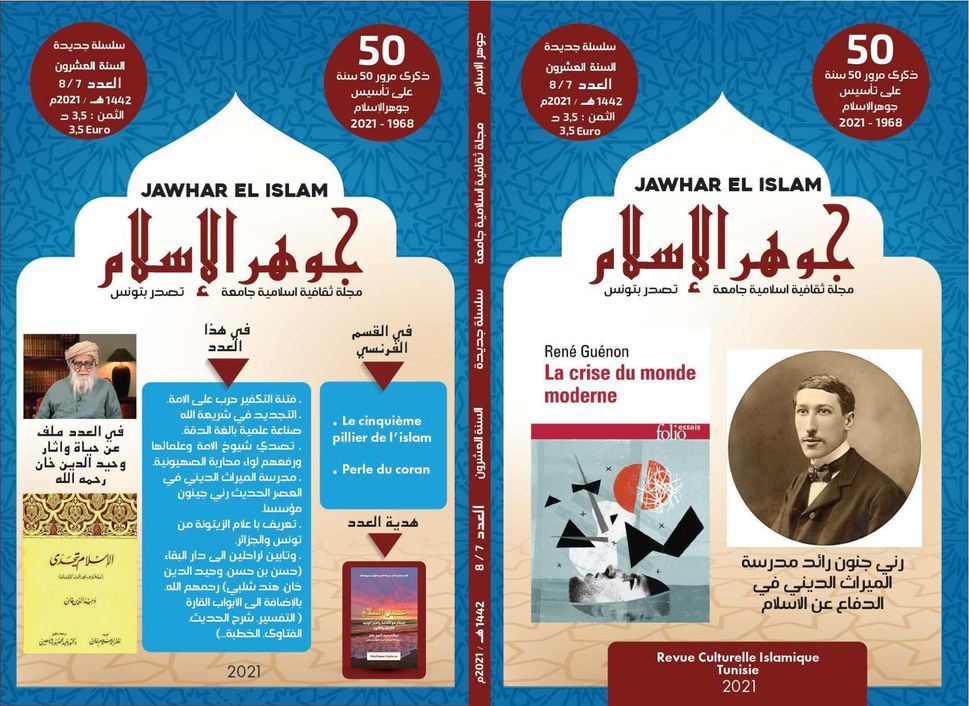 50
ذكرى مرور 50 سنة
على تأسيس
جوهر الإسلام
1968 - 2021
سلسلة جديدة
السنة العشرون
العدد 7 / 8
1442 هـ / 2021م
الثمن : 3,5 د
3,5 Euro
JAWHAR EL ISLAM
جوهر الإسلام
مجلة ثقافية اسلامية جامعة تصدر بتونس
René Guénon
La crise du monde
moderne
essais
folio
رني جنون رائد مدرسة
الميراث الديني في
الدفاع عن الاسلام
Revue Culturelle Islamique
Tunisie
2021
جوهر الإسلام مجلة ثقافية اسلامية جامعة سلسلة جديدة السنة العشرون العدد 7 / 8 1442 هـ / 2021م
50
ذكرى مرور 50 سنة
على تأسيس
جوهر الاسلام
1968 - 2021
سلسلة جديدة
السنة العشرون
العدد 7 / 8
1442 هـ / 2021م
الثمن : 3,5 د
3,5 Euro
JAWHAR EL ISLAM
جوهر الإسلام
مجلة ثقافية اسلامية جامعة تصدر بتونس
في القسم
الفرنسي
. Le cinquième
pillier de l'islam
. Perle du coran
هدية العدد
في هذا
العدد
. فتنة التكفير حرب على الامة.
. التجديد في شريعة الله
صناعة علمية بالغة الدقة.
. تصدي شيوخ الامة وعلمائها
ورفعهم لواء محاربة الصهيونية.
. مدرسة الميراث الديني في
العصر الحديث رني جينون
مؤسسا.
. تعريف با علام الزيتونة من
تونس والجزائر.
. وتابين لراحلين الى دار البقاء
(حسن بن حسن. وحيد الدين
خان. هند شلبي) رحمهم الله.
بالاضافة الى الابواب القارة
( التفسير. شرح الحديث.
الفتاوى. الخطبة...)
في العدد ملف
عن حياة واثار
وحيد الدين خان
رحمه الله
الإسلام يتحدى
وحيد الدين خان
2021